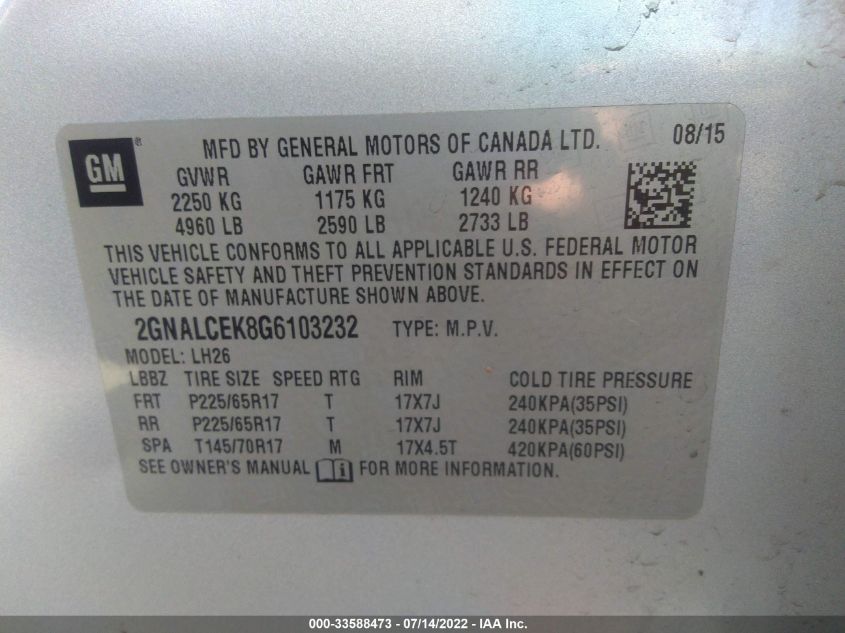 GM ® MFD BY GENERAL MOTORS OF CANADA LTD. 08/15
GVWR GAWR FRT GAWR RR
2250 KG 1175 KG 1240 KG
4960 LB 2590 LB 2733 LB
THIS VEHICLE CONFORMS TO ALL APPLICABLE U.S. FEDERAL MOTOR
VEHICLE SAFETY AND THEFT PREVENTION STANDARDS IN EFFECT ON
THE DATE OF MANUFACTURE SHOWN ABOVE.
2GNALCEK8G6103232 TYPE: M.P.V.
MODEL: LH26
LBBZ TIRE SIZE SPEED RTG RIM COLD TIRE PRESSURE
FRT P225/65R17 T 17X7J 240KPA(35PSI)
RR P225/65R17 T 17X7J 240KPA(35PSI)
SPA T145/70R17 M 17X4.5T 420KPA(60PSI)
SEE OWNER'S MANUAL FOR MORE INFORMATION.
000-33588473 - 07/14/2022 - IAA Inc.